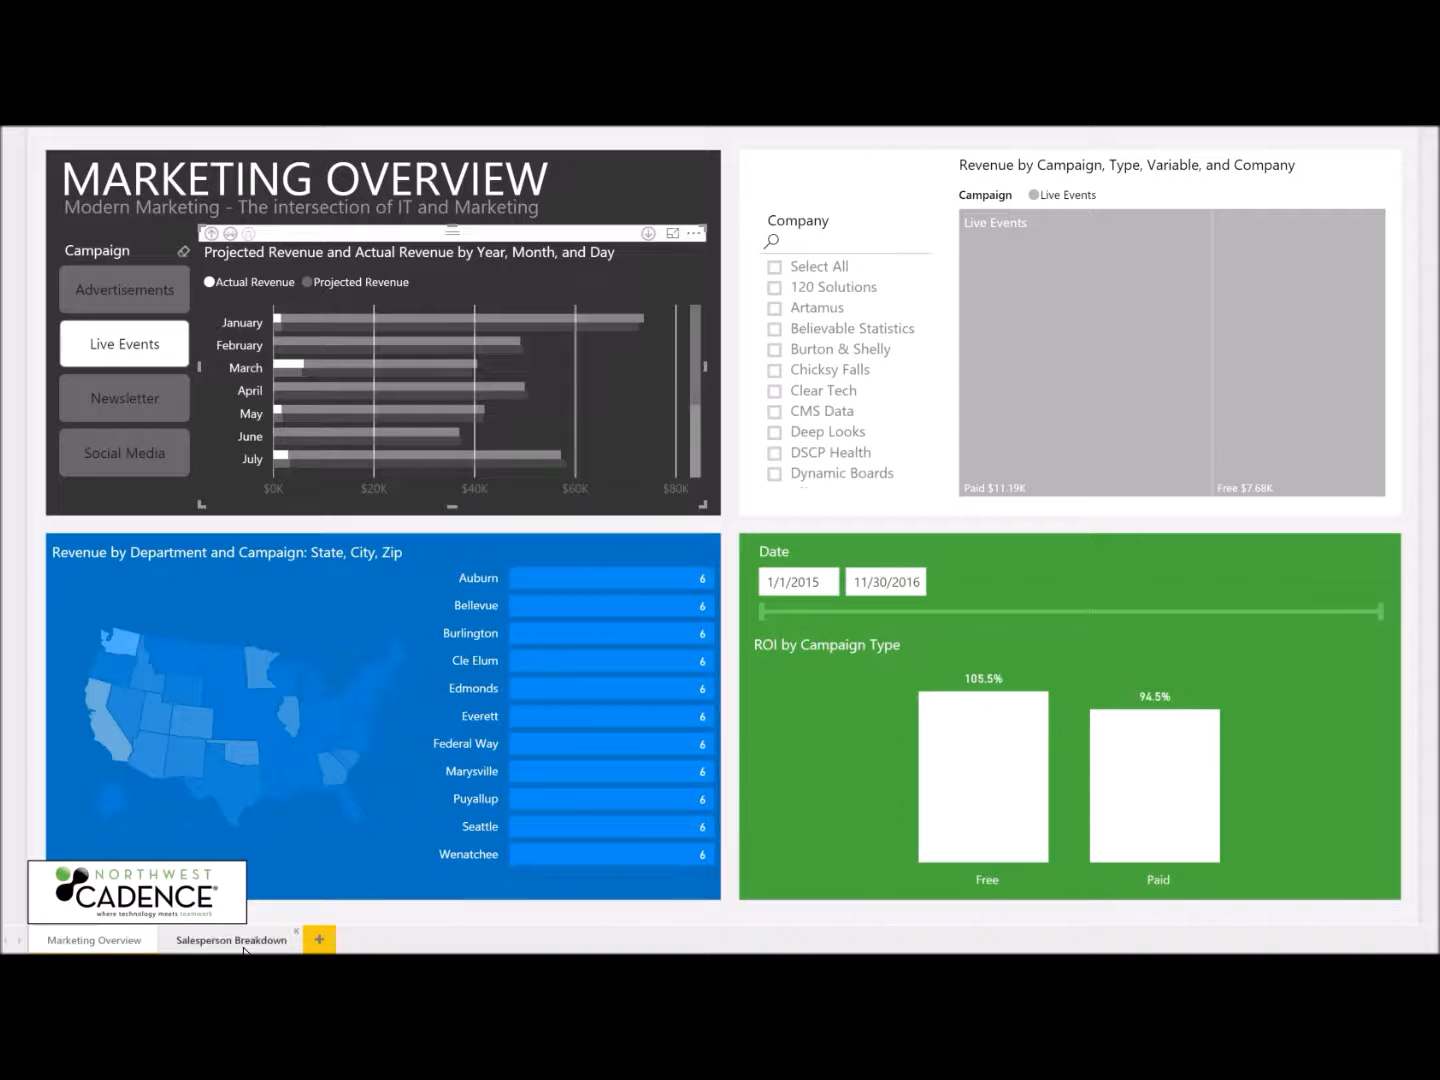 MARKETING OVERVIEW
Modern Marketing - The intersection of IT and Marketing
Campaign
Advertisements
Live Events
Newsletter
Social Media
Projected Revenue and Actual Revenue by Year, Month, and Day
Actual Revenue Projected Revenue
January
February
March
April
May
June
July
$0K $20K $40K $60K $80K
Company
Select All
120 Solutions
Artamus
Believable Statistics
Burton & Shelly
Chicksy Falls
Clear Tech
CMS Data
Deep Looks
DSCP Health
Dynamic Boards
Revenue by Campaign, Type, Variable, and Company
Campaign Live Events
Live Events
Paid $11.19K Free $7.68K
Revenue by Department and Campaign: State, City, Zip
Auburn 6
Bellevue 6
Burlington 6
Cle Elum 6
Edmonds 6
Everett 6
Federal Way 6
Marysville 6
Puyallup 6
Seattle 6
Wenatchee 6
Date
1/1/2015 11/30/2016
ROI by Campaign Type
105.5% 94.5%
Free Paid
NORTHWEST
CADENCE®
where technology meets teamwork
Marketing Overview Salesperson Breakdown +